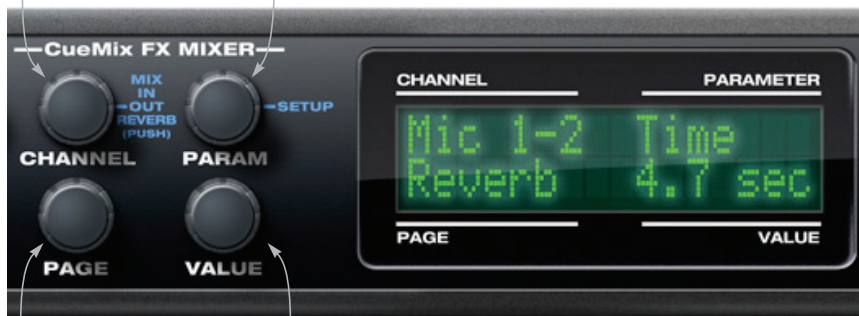 CueMix FX MIXER
MIX
IN
OUT
REVERB
(PUSH)
SETUP
CHANNEL
PARAM
PAGE
VALUE
CHANNEL
PARAMETER
Mic 1-2
Time
Reverb
4.7 sec
PAGE
VALUE